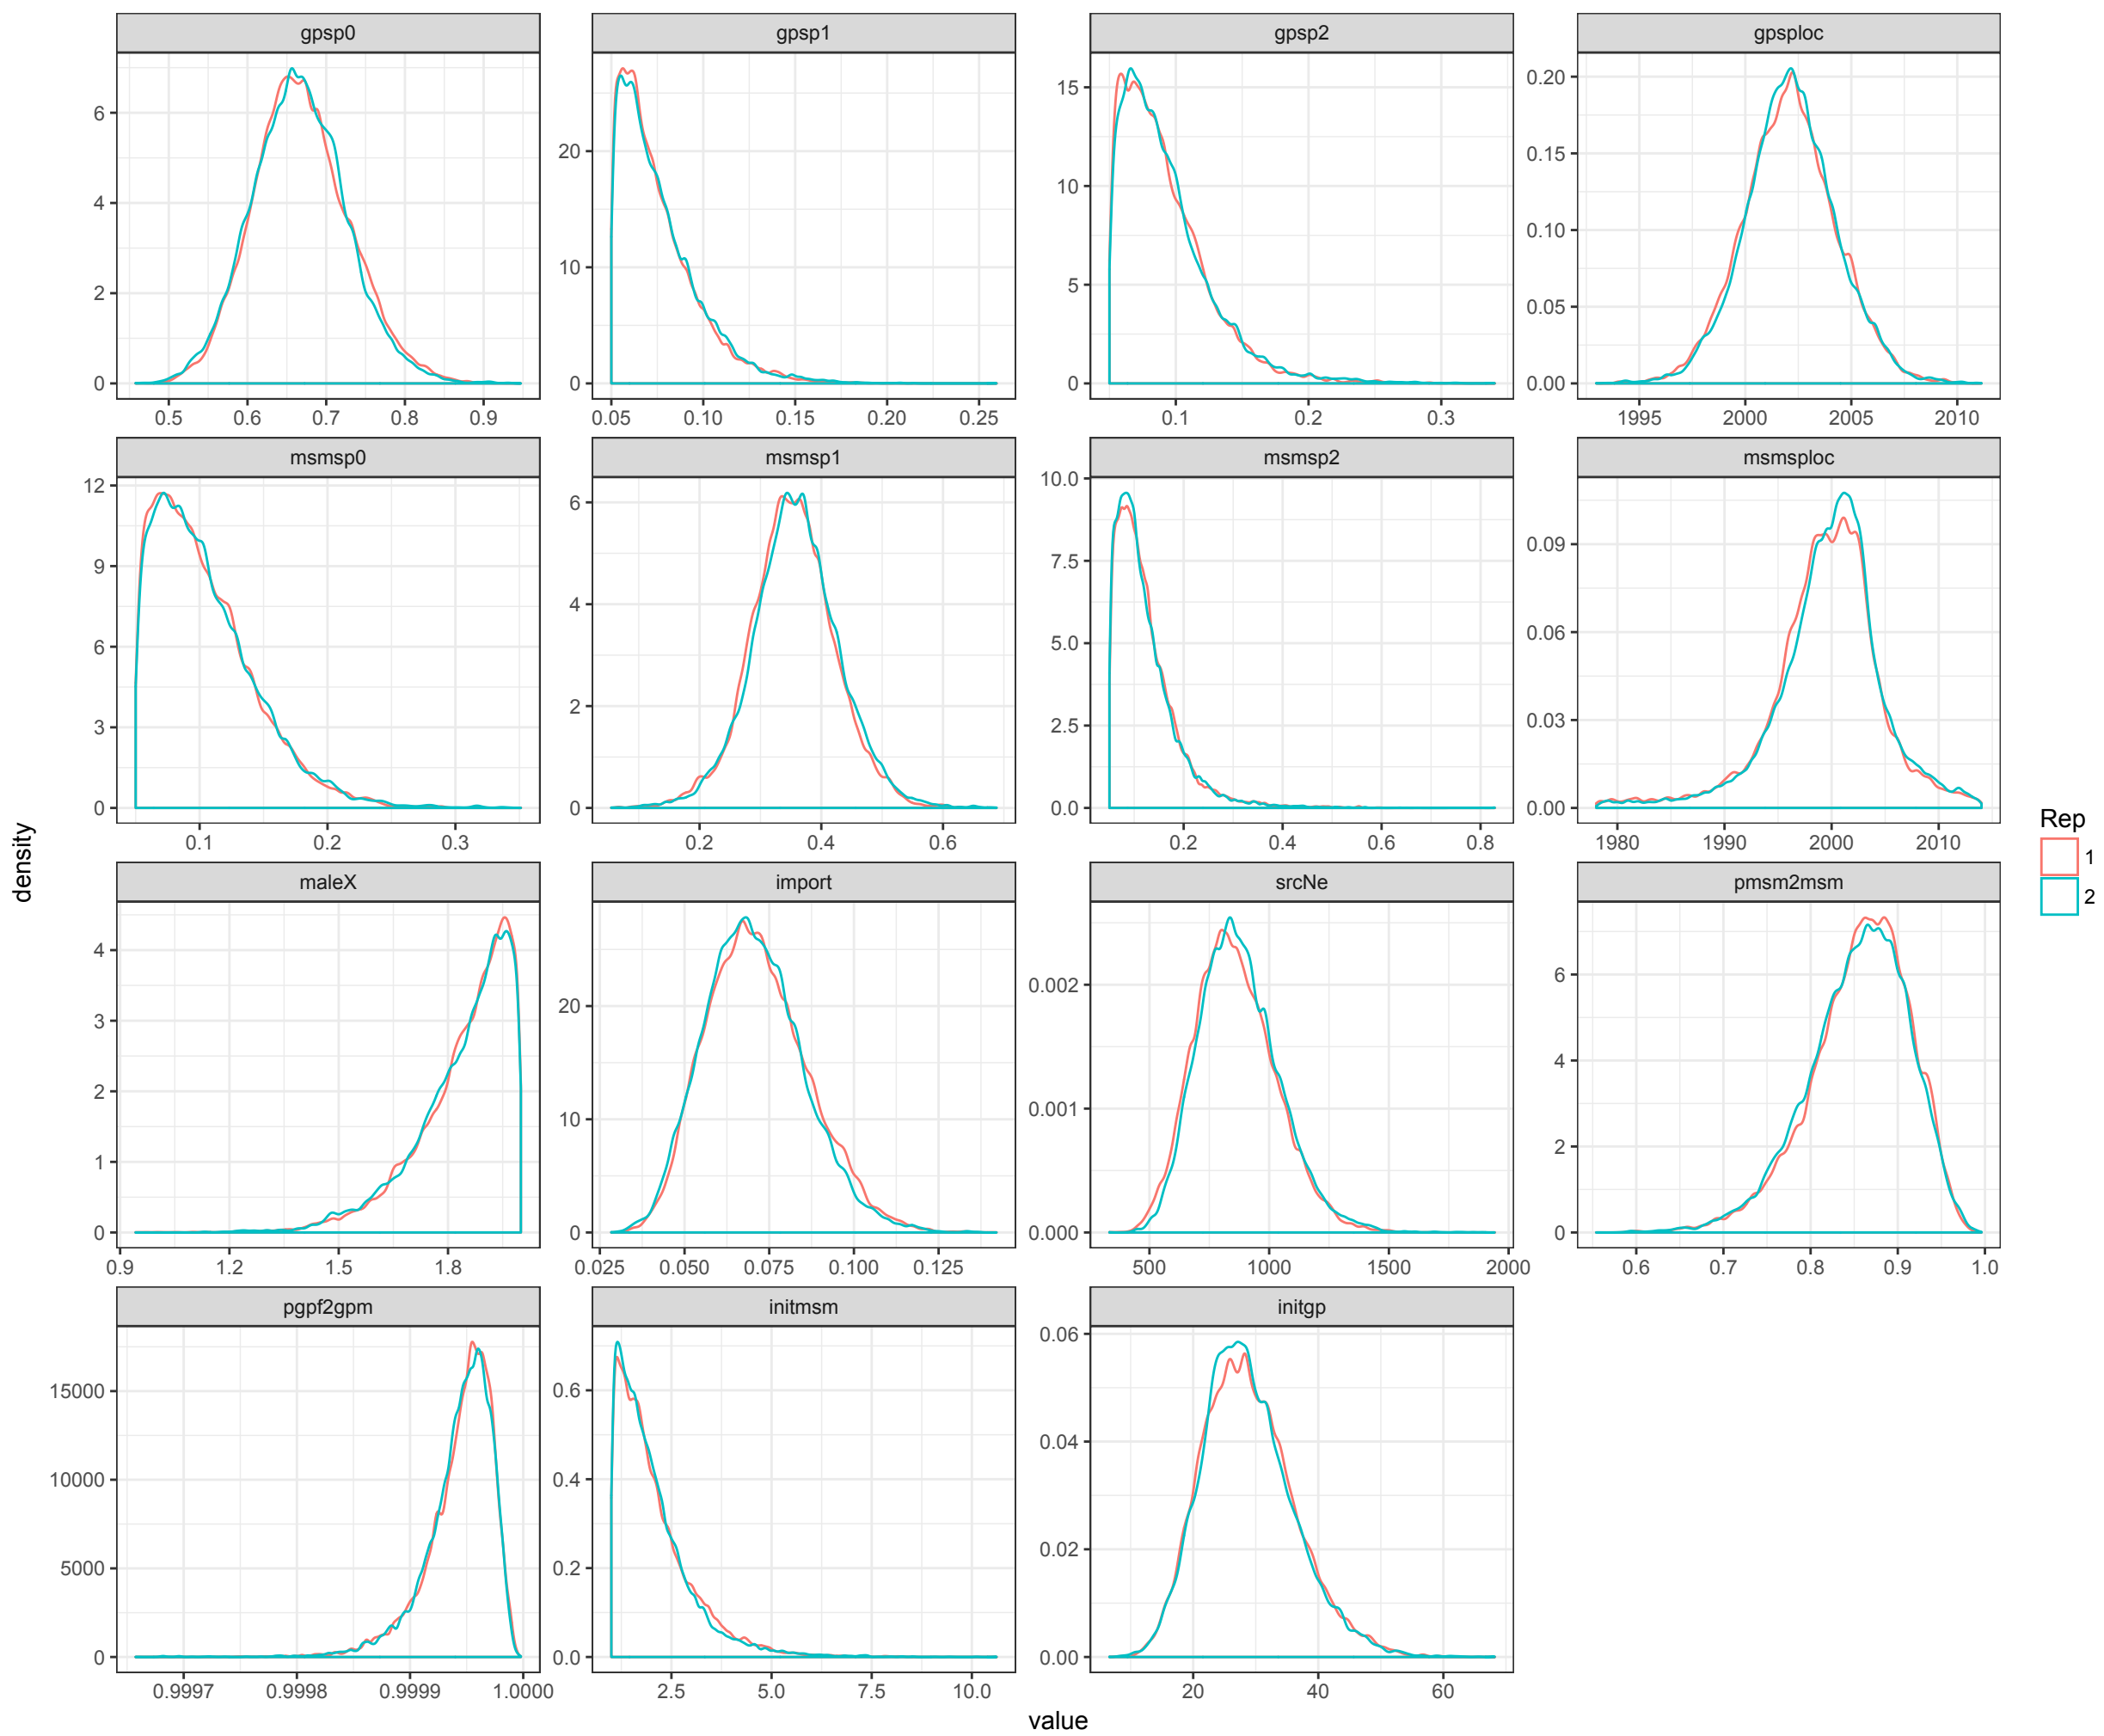 gpsp0 gpsp1 gpsp2 gpsploc
6 4 2 0
20 10 0
15 10 5 0
0.20 0.15 0.10 0.05 0.00
0.5 0.6 0.7 0.8 0.9
0.05 0.10 0.15 0.20 0.25
0.1 0.2 0.3
1995 2000 2005 2010
msmsp0 msmsp1 msmsp2 msmsploc
12 9 6 3 0
6 4 2 0
10.0 7.5 5.0 2.5 0.0
0.09 0.06 0.03 0.00
0.1 0.2 0.3
0.2 0.4 0.6
0.2 0.4 0.6 0.8
1980 1990 2000 2010
maleX import srcNe pmsm2msm
4 3 2 1 0
20 10 0
0.002 0.001 0.000
6 4 2 0
0.9 1.2 1.5 1.8
0.025 0.050 0.075 0.100 0.125
500 1000 1500 2000
0.6 0.7 0.8 0.9 1.0
pgpf2gpm initmsm initgp
15000 10000 5000 0
0.6 0.4 0.2 0.0
0.06 0.04 0.02 0.00
0.9997 0.9998 0.9999 1.0000
2.5 5.0 7.5 10.0
20 40 60
value
density
Rep
1
2